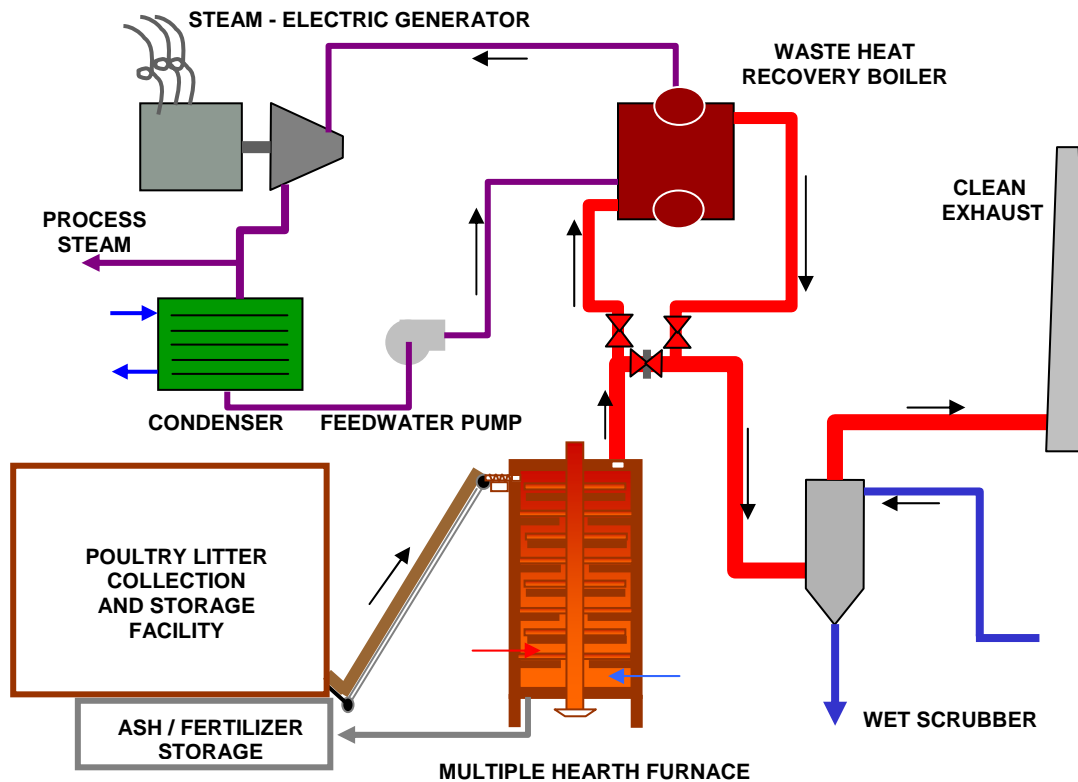 STEAM - ELECTRIC GENERATOR
WASTE HEAT
RECOVERY BOILER
CLEAN
EXHAUST
PROCESS
STEAM
CONDENSER
FEEDWATER PUMP
POULTRY LITTER
COLLECTION
AND STORAGE
FACILITY
ASH / FERTILIZER
STORAGE
WET SCRUBBER
MULTIPLE HEARTH FURNACE